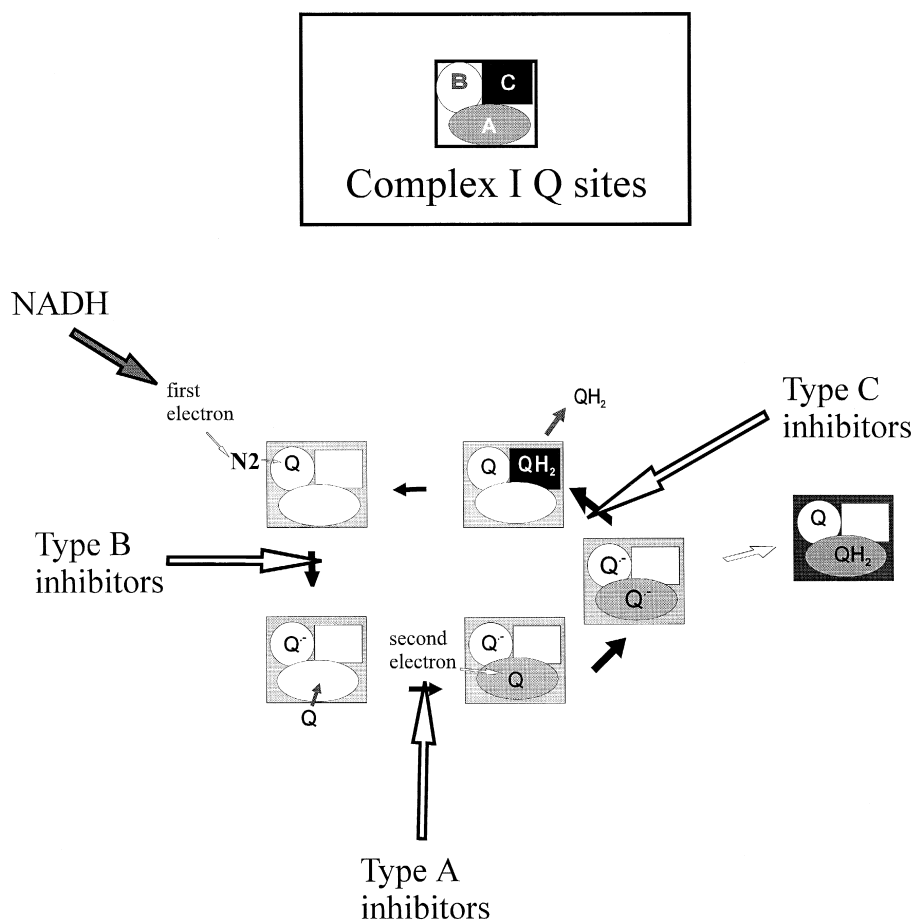 B
C
A
Complex I Q sites
NADH
first
electron
N2
Q
Q
QH₂
QH₂
Type C
inhibitors
Q
QH₂
Type B
inhibitors
Q·-
Q·-
Q·-
Q
second
electron
Q·-
Q
Type A
inhibitors